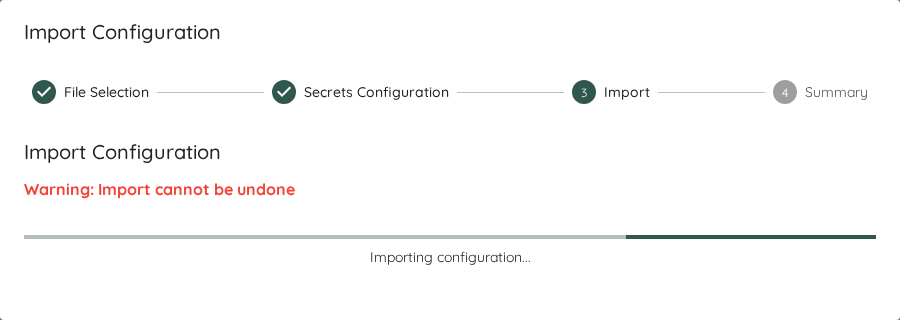 Import Configuration
File Selection
Secrets Configuration
3 Import
4 Summary
Import Configuration
Warning: Import cannot be undone
Importing configuration...